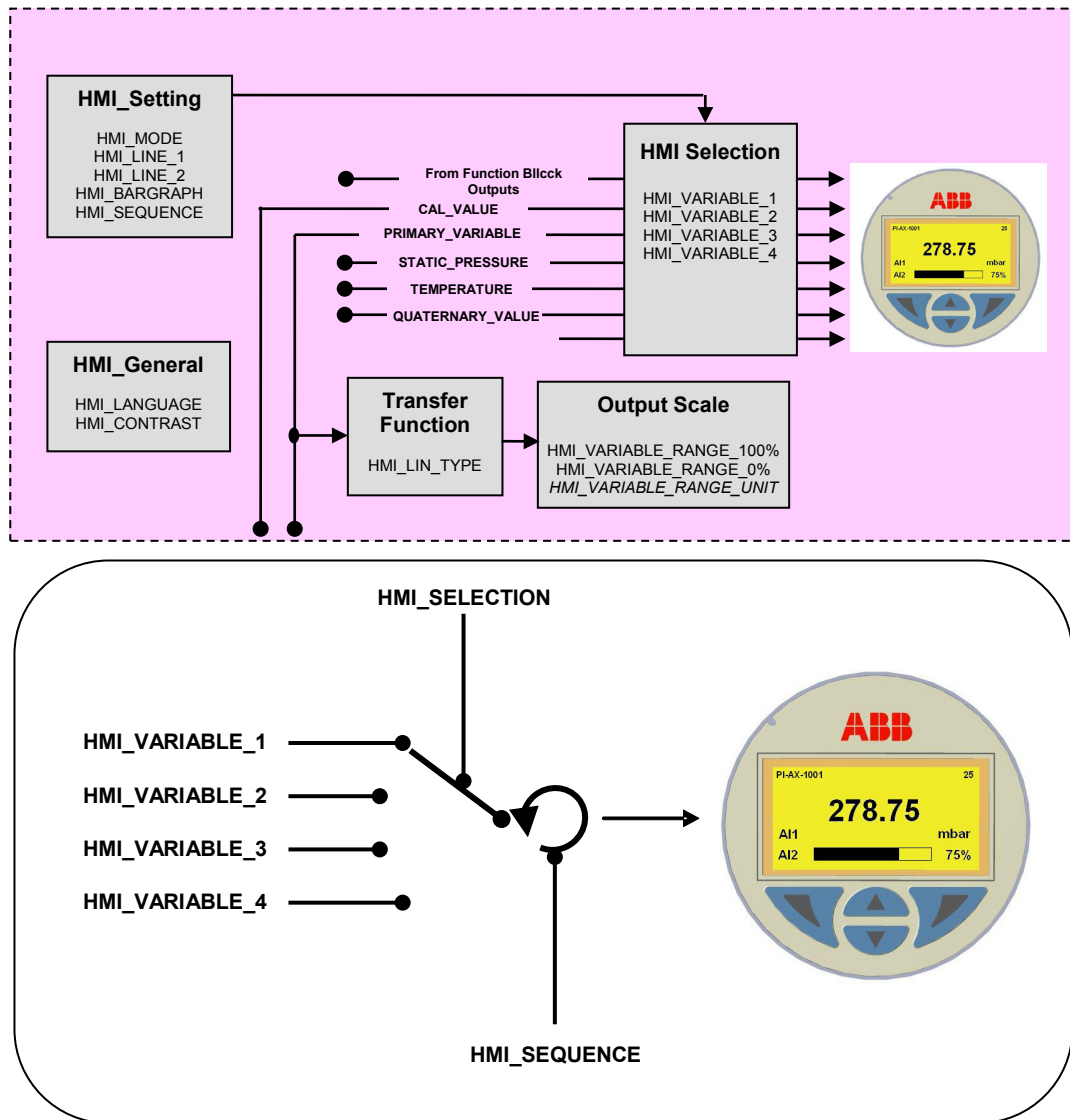 HMI_Setting
HMI_MODE
HMI_LINE_1
HMI_LINE_2
HMI_BARGRAPH
HMI_SEQUENCE
HMI_General
HMI_LANGUAGE
HMI_CONTRAST
From Function Bllcck
Outputs
CAL_VALUE
PRIMARY_VARIABLE
STATIC_PRESSURE
TEMPERATURE
QUATERNARY_VALUE
HMI Selection
HMI_VARIABLE_1
HMI_VARIABLE_2
HMI_VARIABLE_3
HMI_VARIABLE_4
ABB
PI-AX-1001 25
278.75
AI1 mbar
AI2 75%
Transfer
Function
HMI_LIN_TYPE
Output Scale
HMI_VARIABLE_RANGE_100%
HMI_VARIABLE_RANGE_0%
HMI_VARIABLE_RANGE_UNIT
HMI_SELECTION
HMI_VARIABLE_1
HMI_VARIABLE_2
HMI_VARIABLE_3
HMI_VARIABLE_4
HMI_SEQUENCE
ABB
PI-AX-1001 25
278.75
AI1 mbar
AI2 75%